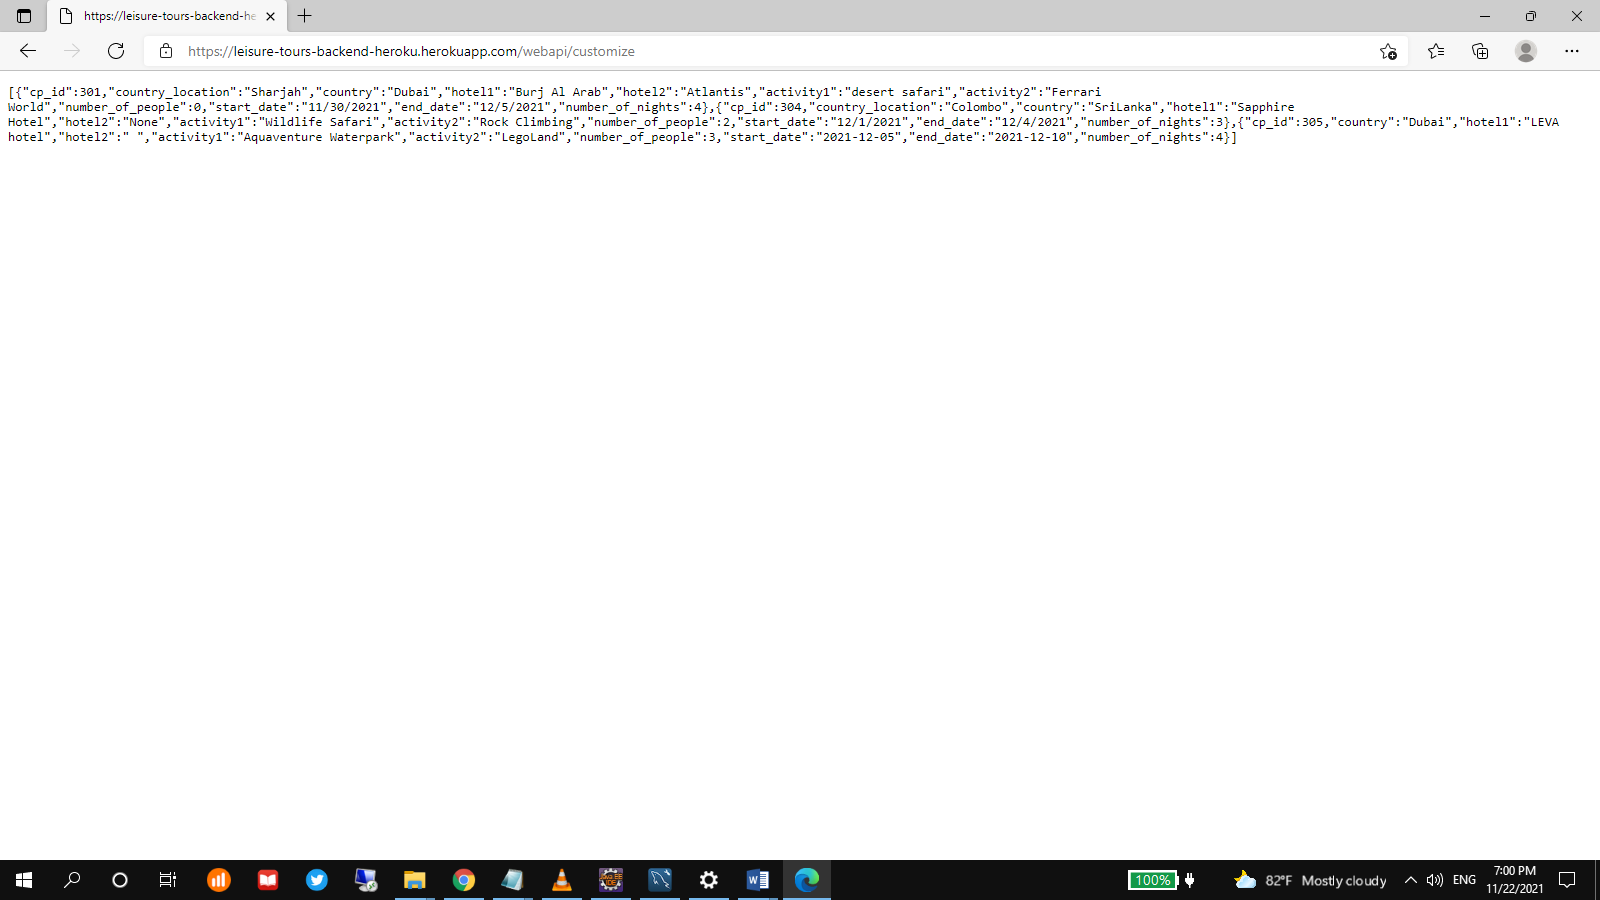 https://leisure-tours-backend-he
https://leisure-tours-backend-heroku.herokuapp.com/webapi/customize
[{"cp_id":301,"country_location":"Sharjah","country":"Dubai","hotel1":"Burj Al Arab","hotel2":"Atlantis","activity1":"desert safari","activity2":"Ferrari
World","number_of_people":0,"start_date":"11/30/2021","end_date":"12/5/2021","number_of_nights":4},{"cp_id":304,"country_location":"Colombo","country":"SriLanka","hotel1":"Sapphire
Hotel","hotel2":"None","activity1":"Wildlife Safari","activity2":"Rock Climbing","number_of_people":2,"start_date":"12/1/2021","end_date":"12/4/2021","number_of_nights":3},{"cp_id":305,"country":"Dubai","hotel1":"LEVA
hotel","hotel2":" ","activity1":"Aquaventure Waterpark","activity2":"LegoLand","number_of_people":3,"start_date":"2021-12-05","end_date":"2021-12-10","number_of_nights":4}]
100% 82°F Mostly cloudy ENG 7:00 PM
11/22/2021